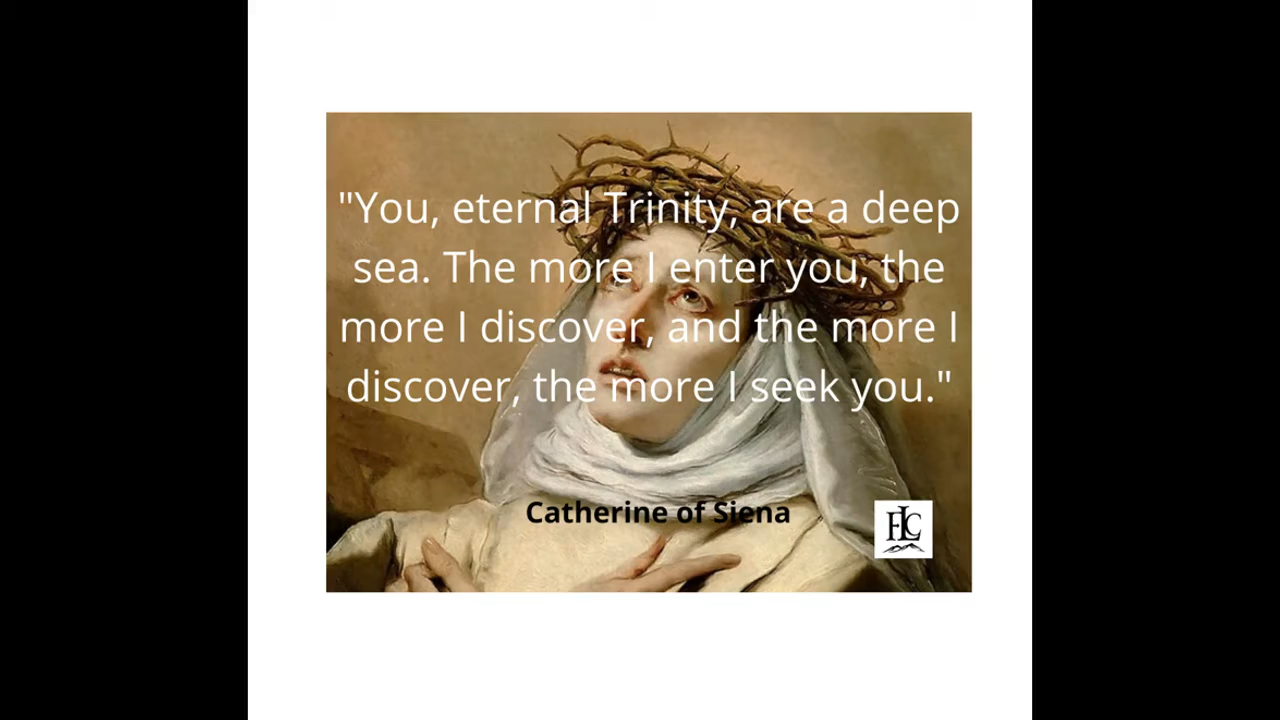 "You, eternal Trinity, are a deep
sea. The more I enter you, the
more I discover, and the more I
discover, the more I seek you."
Catherine of Siena
FLC